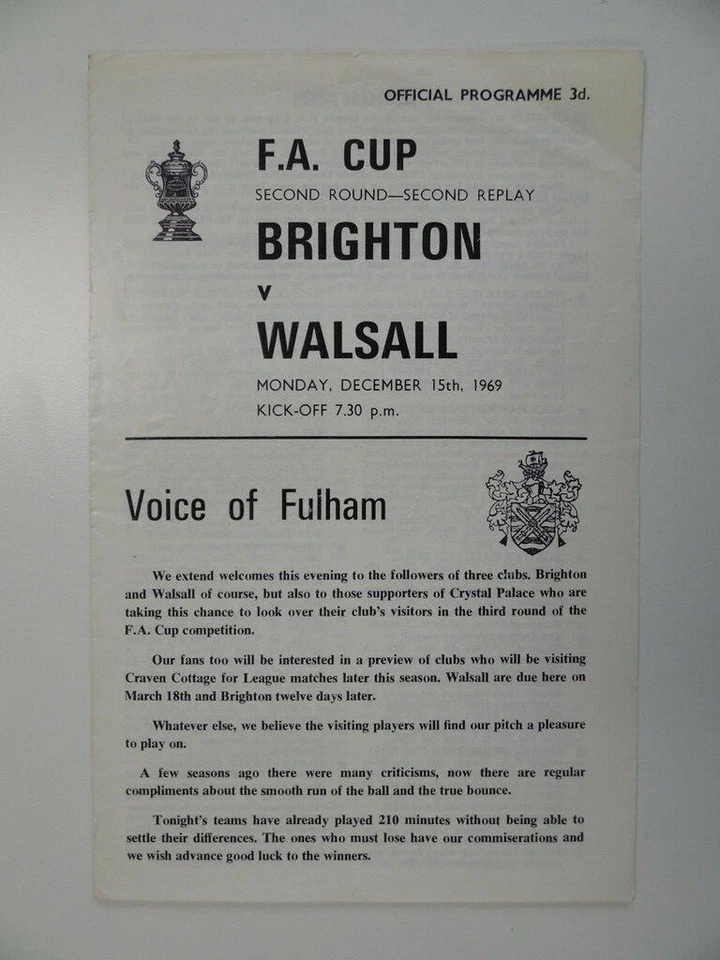 OFFICIAL PROGRAMME 3d.
F.A. CUP
SECOND ROUND—SECOND REPLAY
BRIGHTON
v
WALSALL
MONDAY, DECEMBER 15th, 1969
KICK-OFF 7.30 p.m.
Voice of Fulham
We extend welcomes this evening to the followers of three clubs. Brighton
and Walsall of course, but also to those supporters of Crystal Palace who are
taking this chance to look over their club's visitors in the third round of the
F.A. Cup competition.
Our fans too will be interested in a preview of clubs who will be visiting
Craven Cottage for League matches later this season. Walsall are due here on
March 18th and Brighton twelve days later.
Whatever else, we believe the visiting players will find our pitch a pleasure
to play on.
A few seasons ago there were many criticisms, now there are regular
compliments about the smooth run of the ball and the true bounce.
Tonight's teams have already played 210 minutes without being able to
settle their differences. The ones who must lose have our commiserations and
we wish advance good luck to the winners.